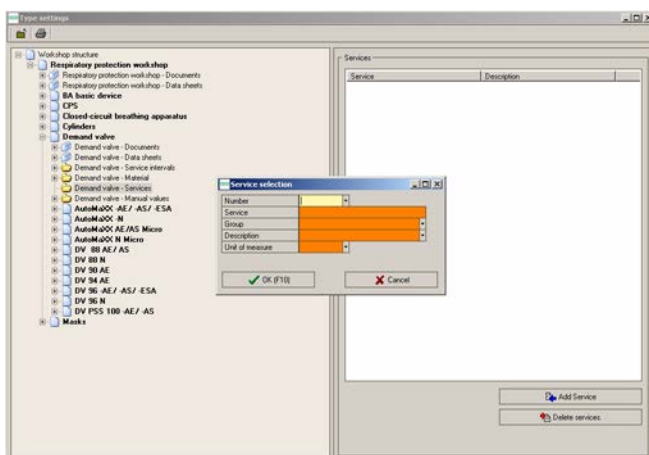 Type settings
Workshop structure
Respiratory protection workshop
Respiratory protection workshop - Documents
Respiratory protection workshop - Data sheets
BA basic device
CPS
Closed-circuit breathing apparatus
Cylinders
Demand valve
Demand valve - Documents
Demand valve - Data sheets
Demand valve - Service intervals
Demand valve - Material
Demand valve - Services
Demand valve - Manual values
AutoMaXX -AE/ -AS/ -ESA
AutoMaXX -N
AutoMaXX AE/AS Micro
AutoMaXX N Micro
DV 88 AE/ AS
DV 88 N
DV 90 AE
DV 94 AE
DV 96 -AE/ -AS/ -ESA
DV 96 N
DV PSS 100 -AE/ -AS
Masks
Services
Service Description
Service selection
Number
Service
Group
Description
Unit of measure
OK (F10) Cancel
Add Service
Delete services